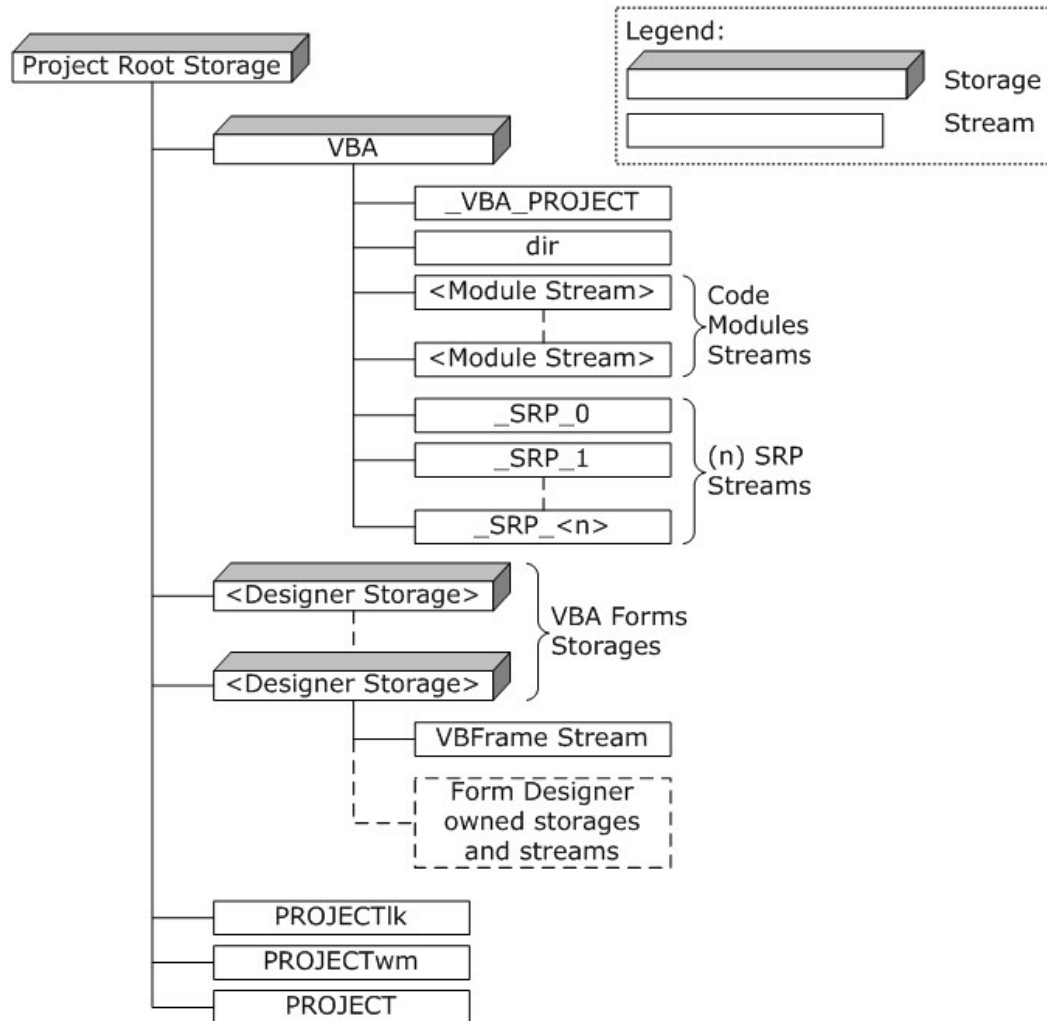 Legend:
Storage
Stream
Project Root Storage
VBA
_VBA_PROJECT
dir
<Module Stream>
<Module Stream>
Code
Modules
Streams
_SRP_0
_SRP_1
_SRP_<n>
(n) SRP
Streams
<Designer Storage>
<Designer Storage>
VBA Forms
Storages
VBFrame Stream
Form Designer
owned storages
and streams
PROJECTlk
PROJECTwm
PROJECT